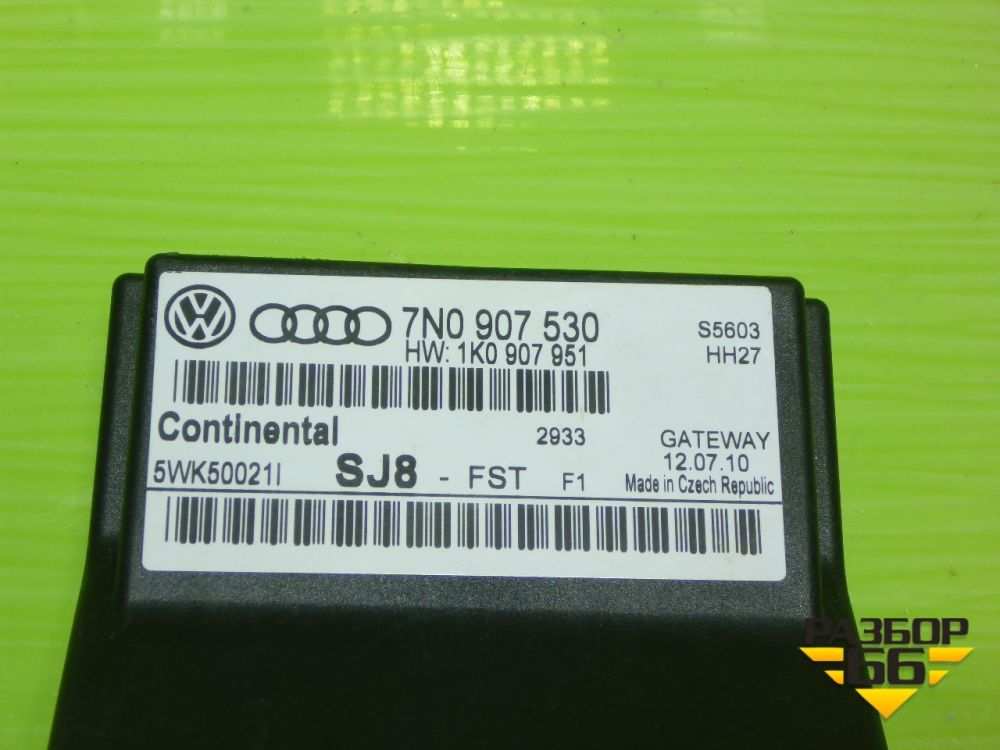 7N0 907 530
HW: 1K0 907 951
S5603
HH27
Continental
2933
GATEWAY
12.07.10
5WK50021I
SJ8 - FST F1
Made in Czech Republic
РАЗБОР
66